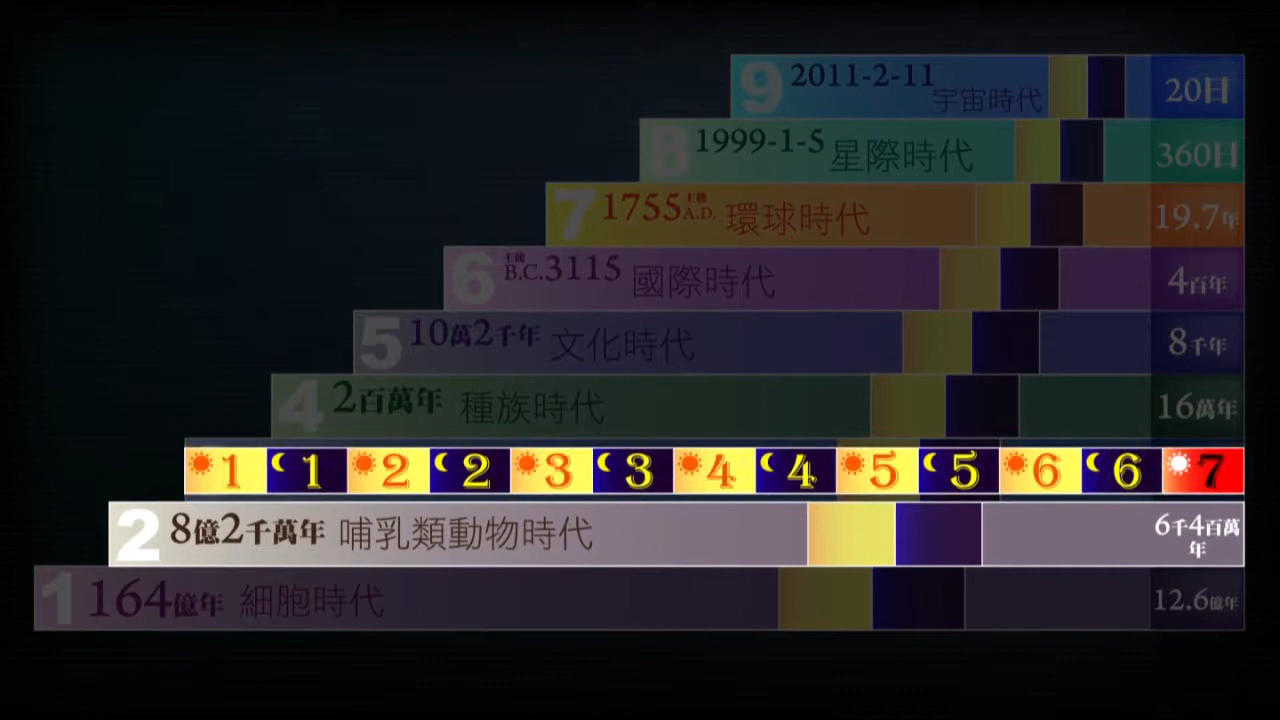 9 2011-2-11 宇宙時代 20日
8 1999-1-5 星際時代 360日
7 1755 主後 A.D. 環球時代 19.7年
6 主前 B.C.3115 國際時代 4百年
5 10萬2千年 文化時代 8千年
4 2百萬年 種族時代 16萬年
1 1 2 2 3 3 4 4 5 5 6 6 7
2 8億2千萬年 哺乳類動物時代 6千4百萬
年
1 164億年 細胞時代 12.6億年